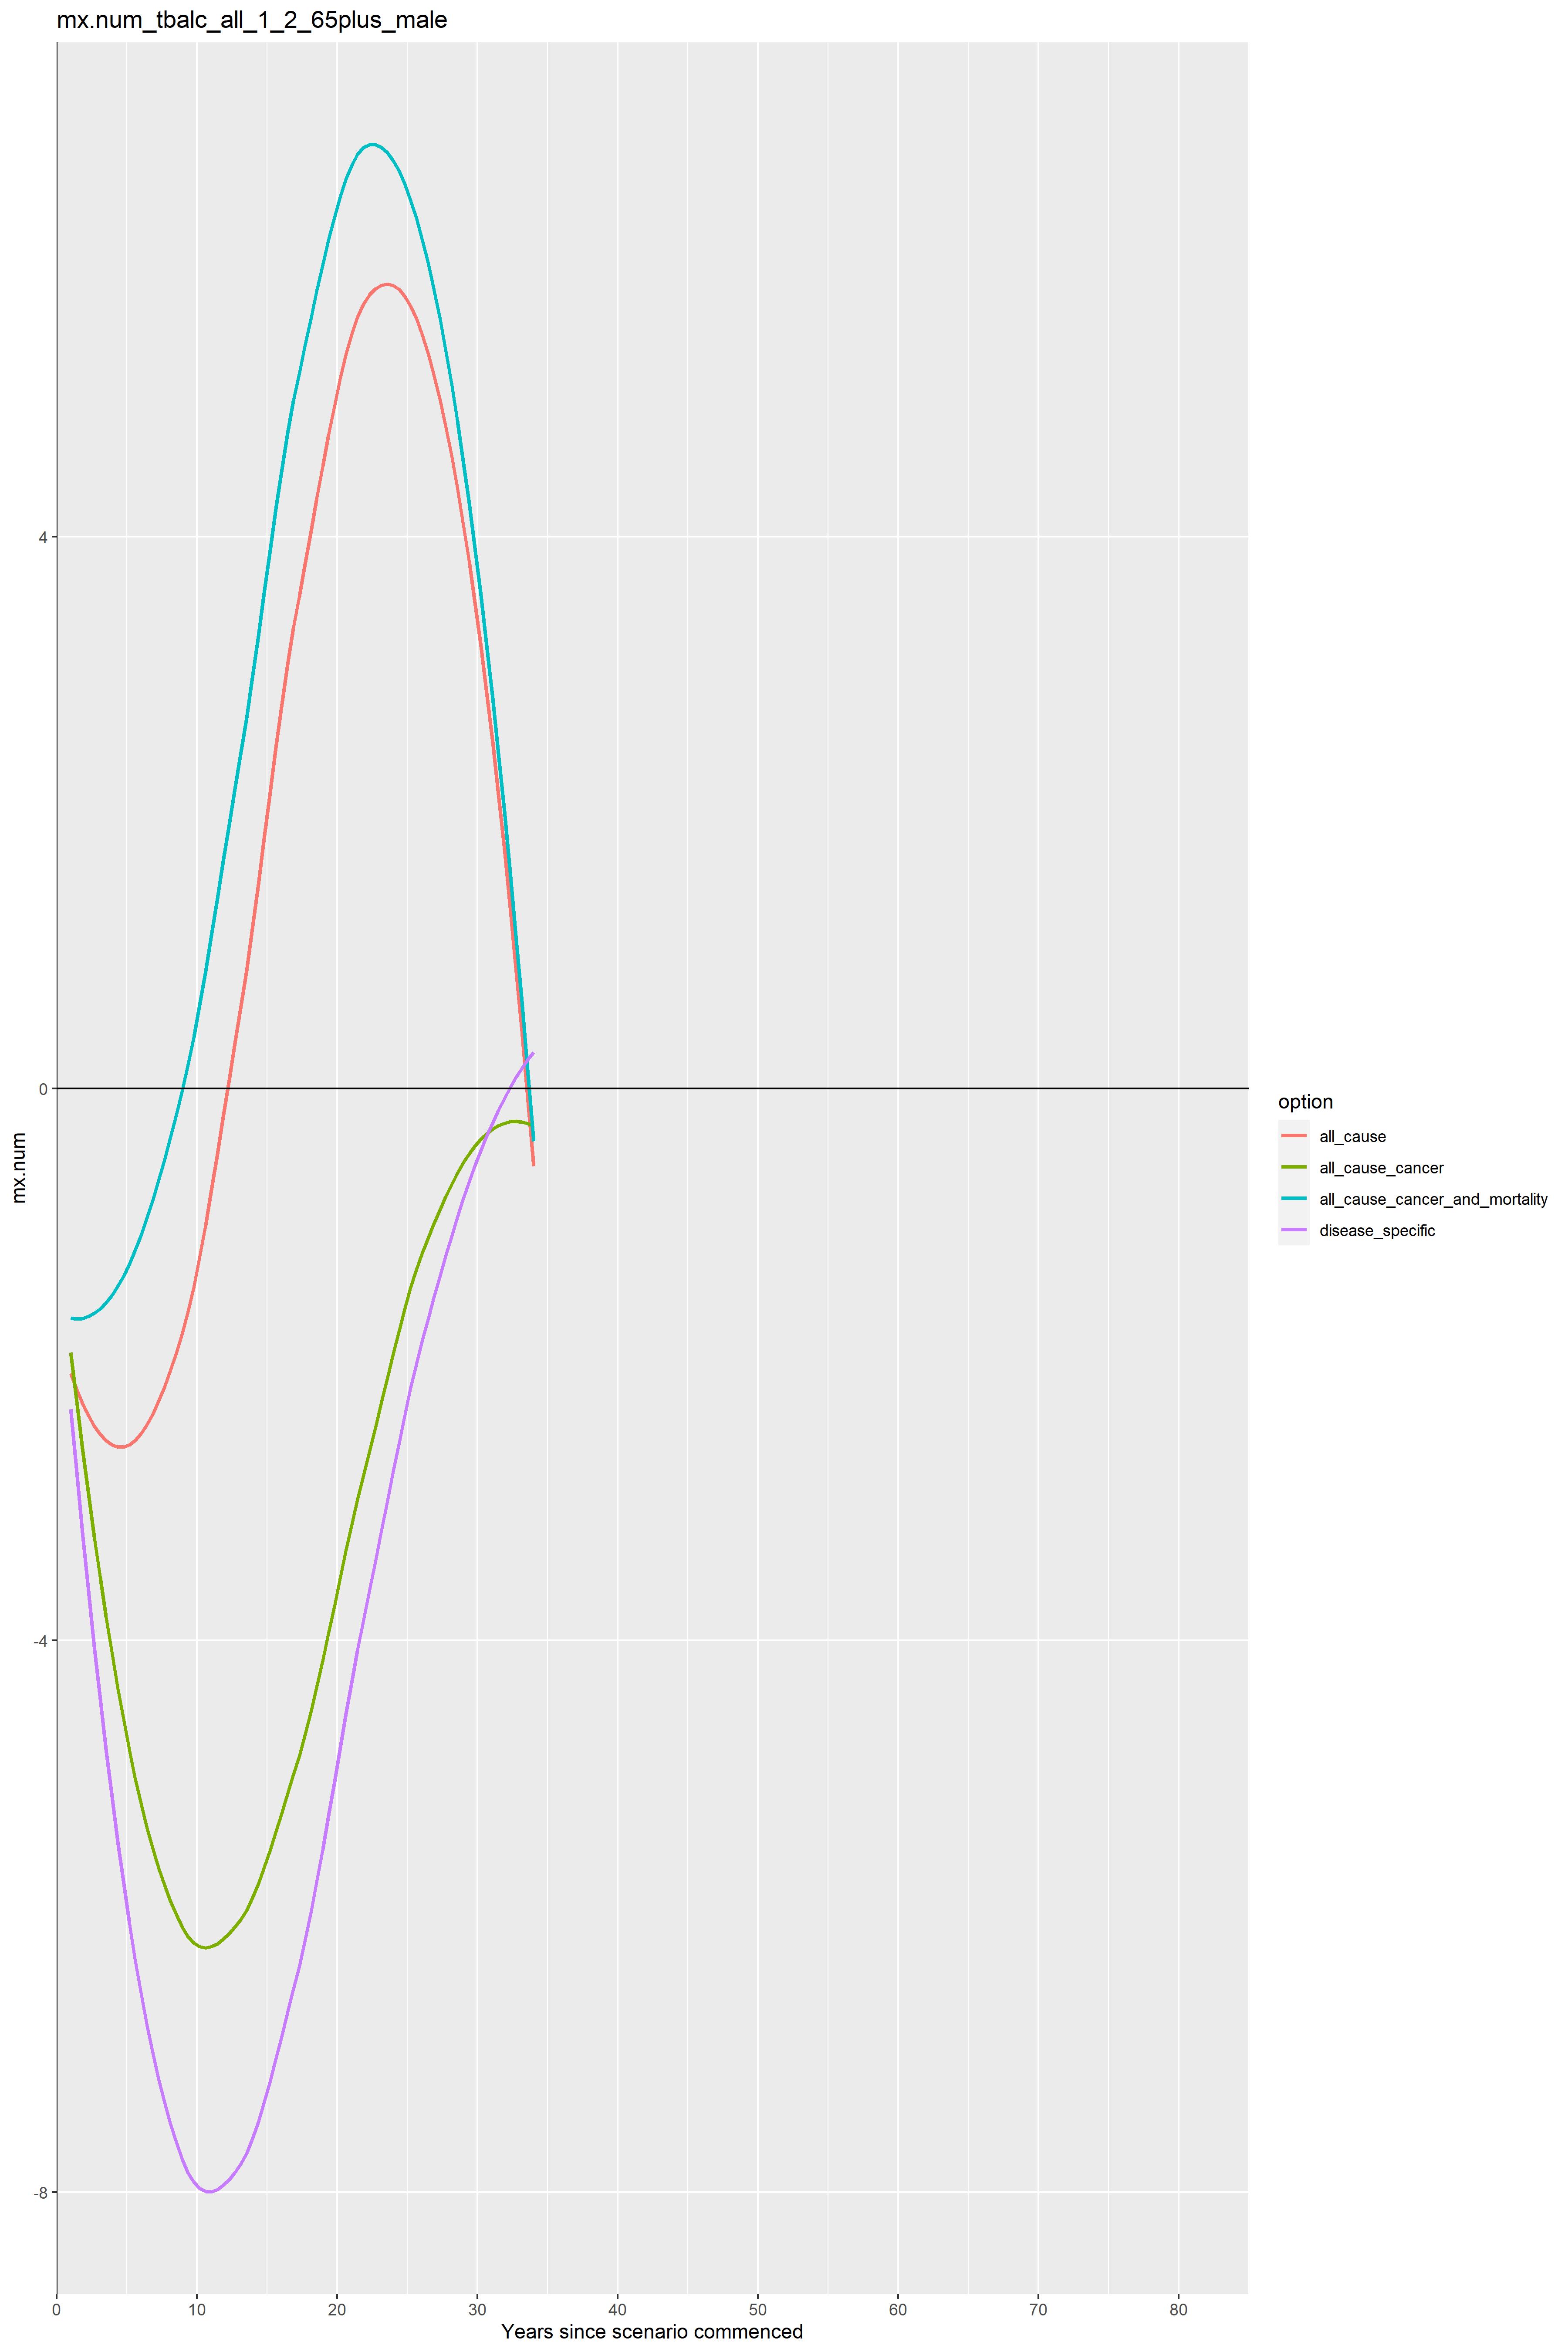 mx.num_tbalc_all_1_2_65plus_male
4
0
-4
-8
mx.num
0 10 20 30 40 50 60 70 80
Years since scenario commenced
option
all_cause
all_cause_cancer
all_cause_cancer_and_mortality
disease_specific